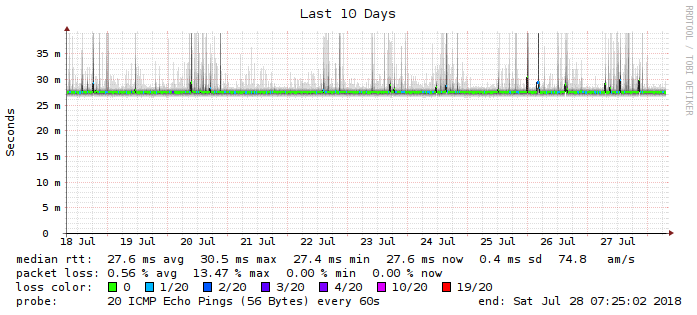 Last 10 Days
RRDTOOL / TOBI OETIKER
Seconds
35 m
30 m
25 m
20 m
15 m
10 m
5 m
0
18 Jul 19 Jul 20 Jul 21 Jul 22 Jul 23 Jul 24 Jul 25 Jul 26 Jul 27 Jul
median rtt: 27.6 ms avg 30.5 ms max 27.4 ms min 27.6 ms now 0.4 ms sd 74.8 am/s
packet loss: 0.56 % avg 13.47 % max 0.00 % min 0.00 % now
loss color: 0 1/20 2/20 3/20 4/20 10/20 19/20
probe: 20 ICMP Echo Pings (56 Bytes) every 60s end: Sat Jul 28 07:25:02 2018